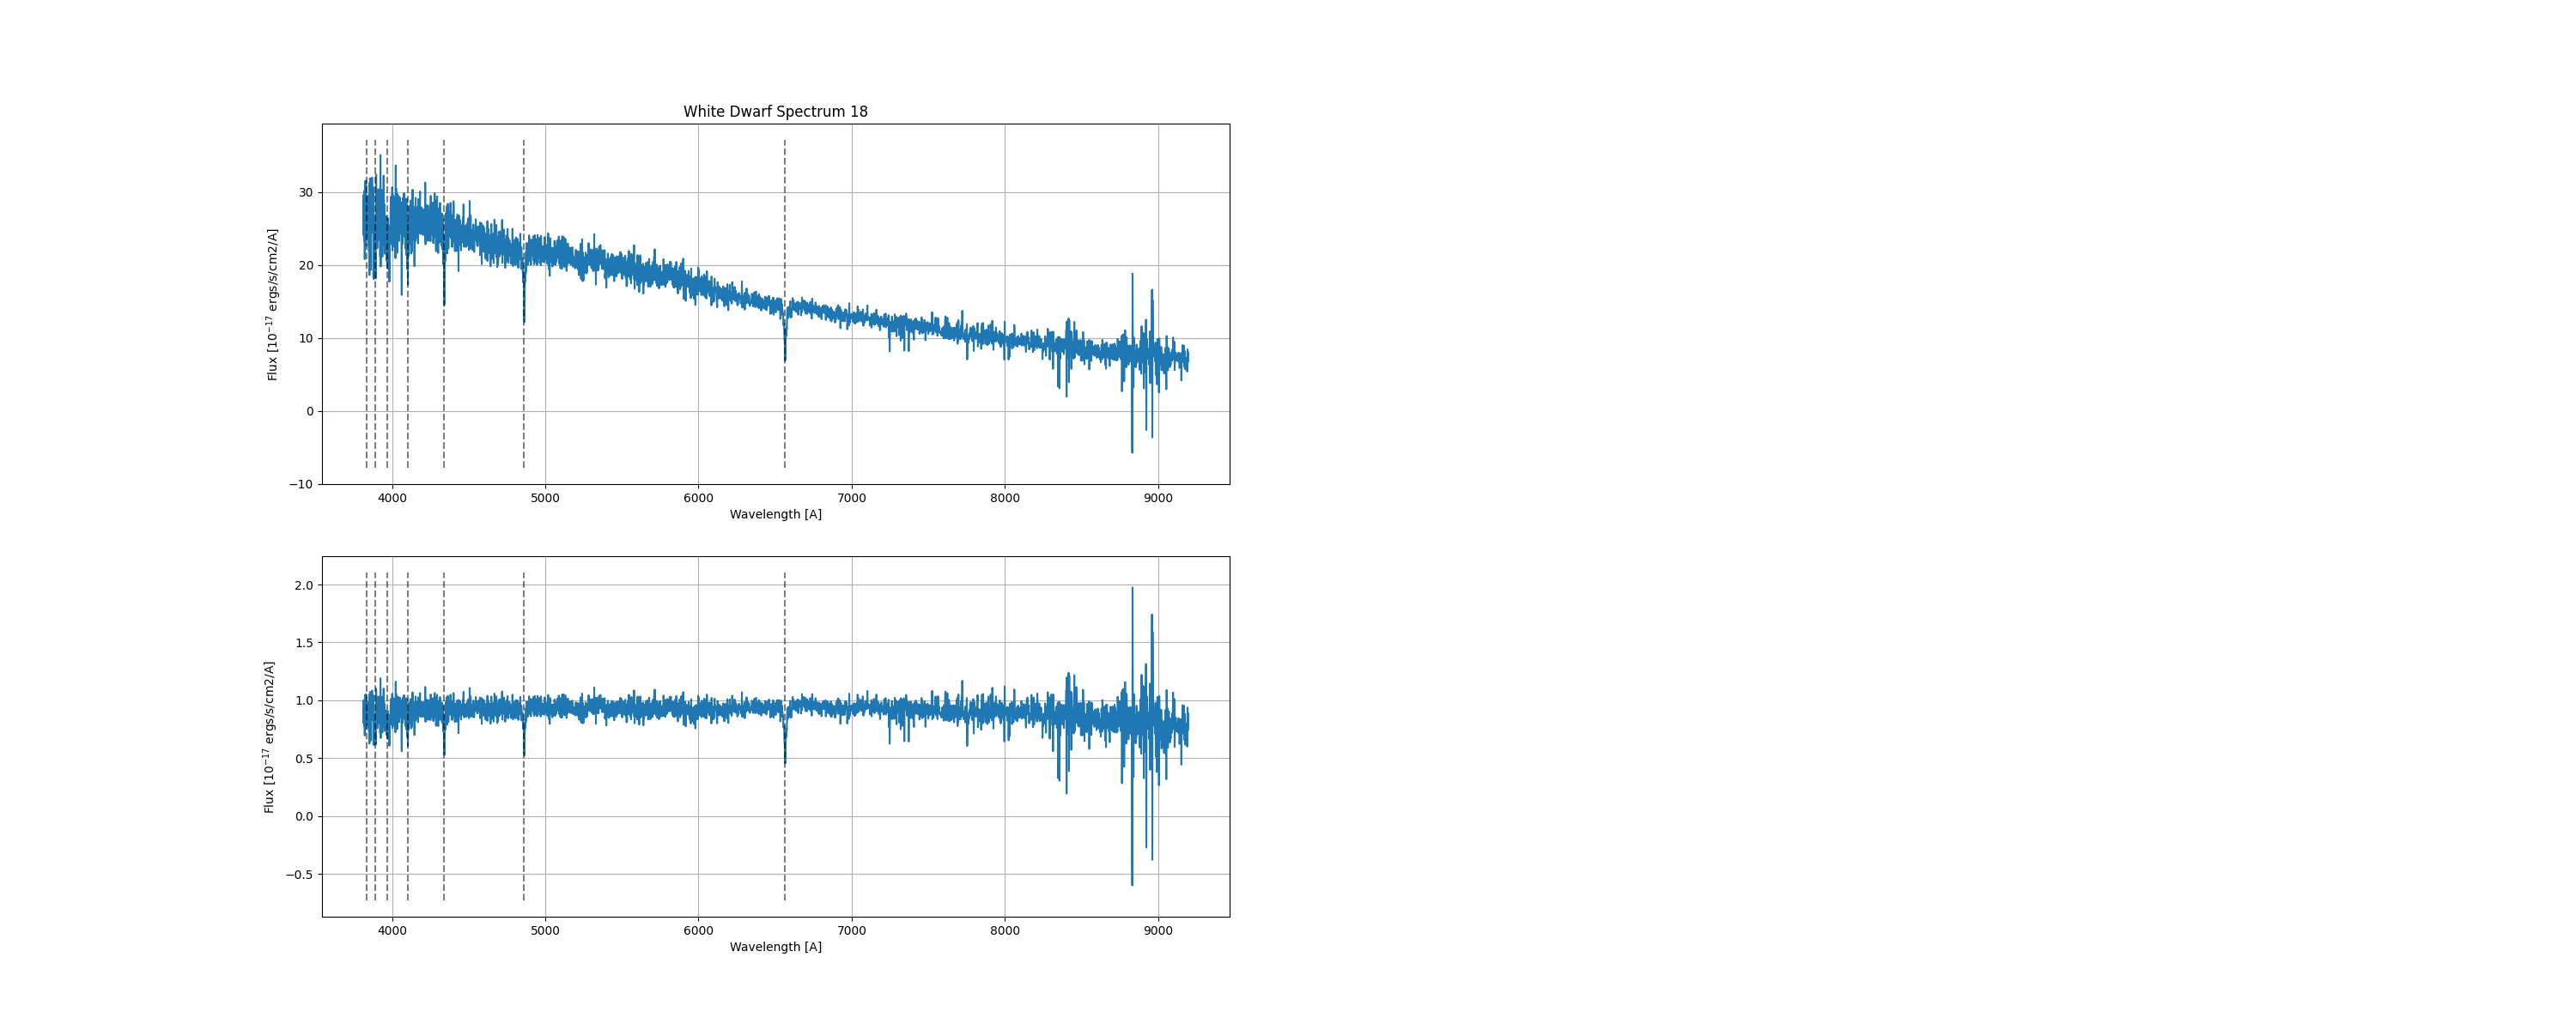 White Dwarf Spectrum 18
Flux [10⁻¹⁷ ergs/s/cm2/A]
30
20
10
0
−10
4000 5000 6000 7000 8000 9000
Wavelength [A]
Flux [10⁻¹⁷ ergs/s/cm2/A]
2.0
1.5
1.0
0.5
0.0
−0.5
4000 5000 6000 7000 8000 9000
Wavelength [A]